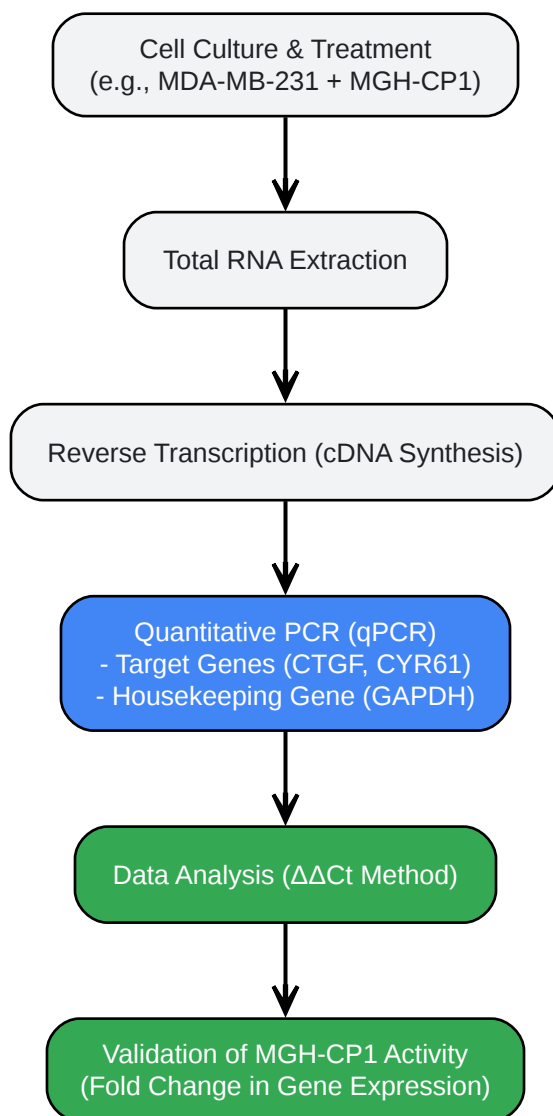 Cell Culture & Treatment
(e.g., MDA-MB-231 + MGH-CP1)
Total RNA Extraction
Reverse Transcription (cDNA Synthesis)
Quantitative PCR (qPCR)
- Target Genes (CTGF, CYR61)
- Housekeeping Gene (GAPDH)
Data Analysis (ΔΔCt Method)
Validation of MGH-CP1 Activity
(Fold Change in Gene Expression)